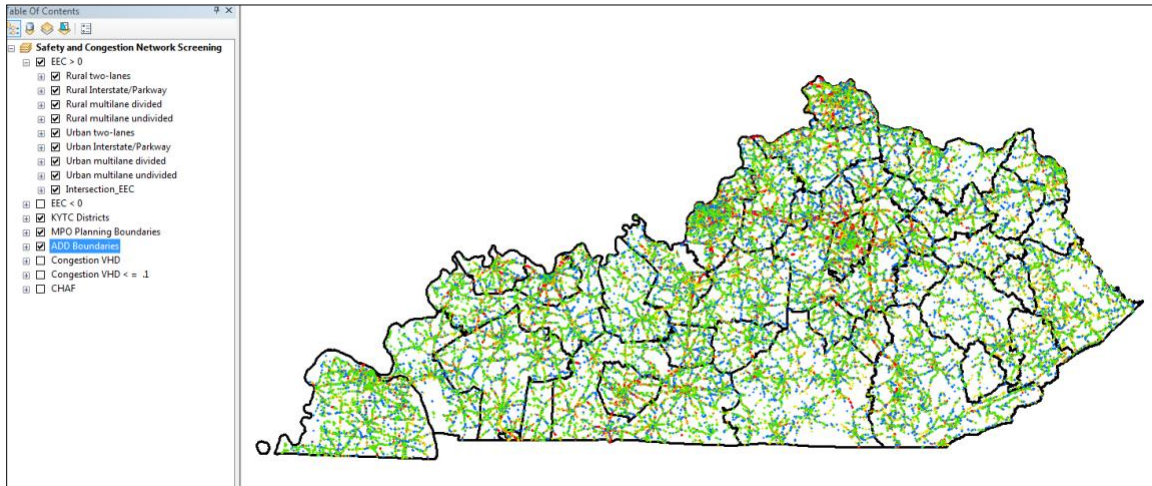 Table Of Contents
Safety and Congestion Network Screening
EEC > 0
Rural two-lanes
Rural Interstate/Parkway
Rural multilane divided
Rural multilane undivided
Urban two-lanes
Urban Interstate/Parkway
Urban multilane divided
Urban multilane undivided
Intersection_EEC
EEC < 0
KYTC Districts
MPO Planning Boundaries
ADD Boundaries
Congestion VHD
Congestion VHD < = .1
CHAF